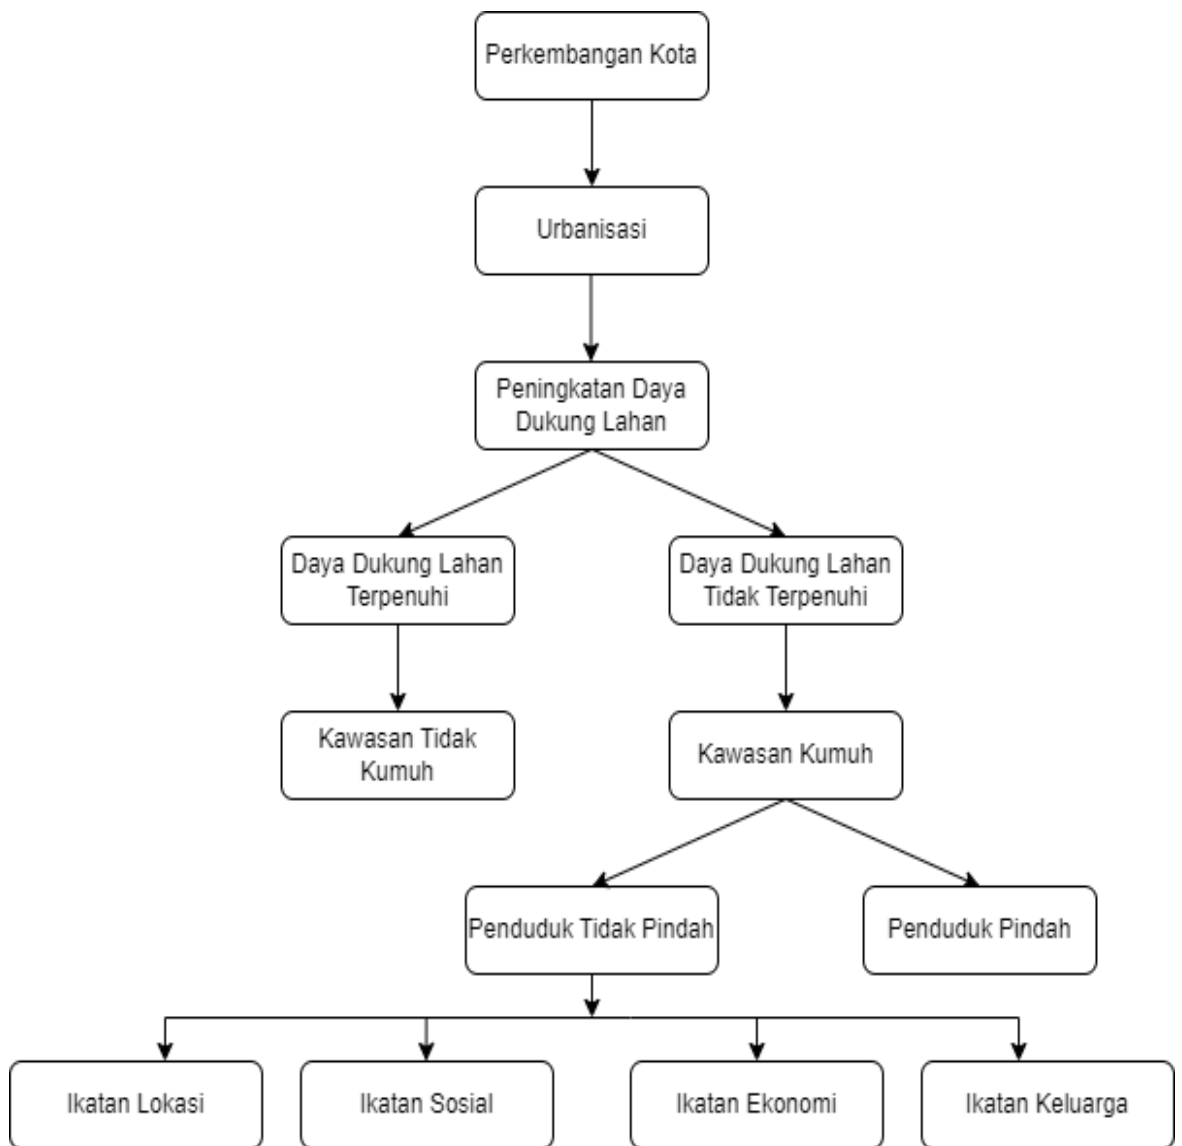 Perkembangan Kota
Urbanisasi
Peningkatan Daya
Dukung Lahan
Daya Dukung Lahan
Terpenuhi
Daya Dukung Lahan
Tidak Terpenuhi
Kawasan Tidak
Kumuh
Kawasan Kumuh
Penduduk Tidak Pindah
Penduduk Pindah
Ikatan Lokasi
Ikatan Sosial
Ikatan Ekonomi
Ikatan Keluarga